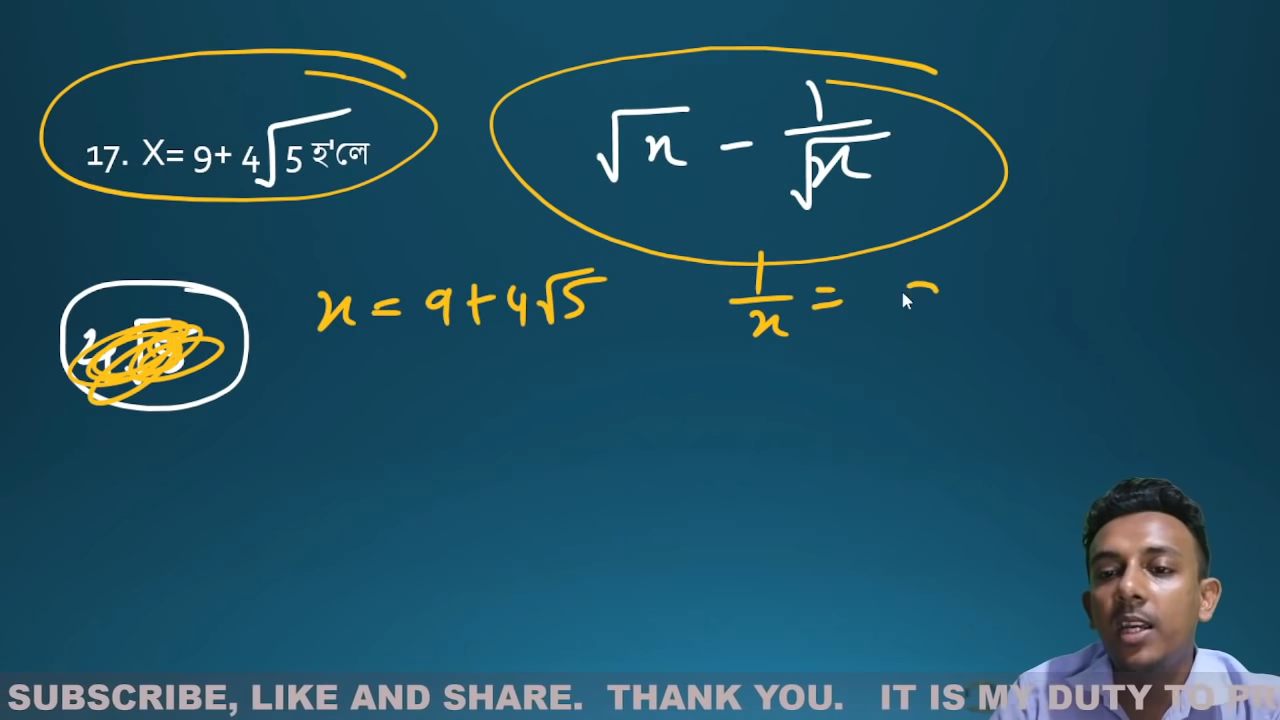 17. X= 9+ 4√5 হ'লে
√x - 1/√x
x = 9+4√5
1/x =
SUBSCRIBE, LIKE AND SHARE. THANK YOU. IT IS MY DUTY TO PR